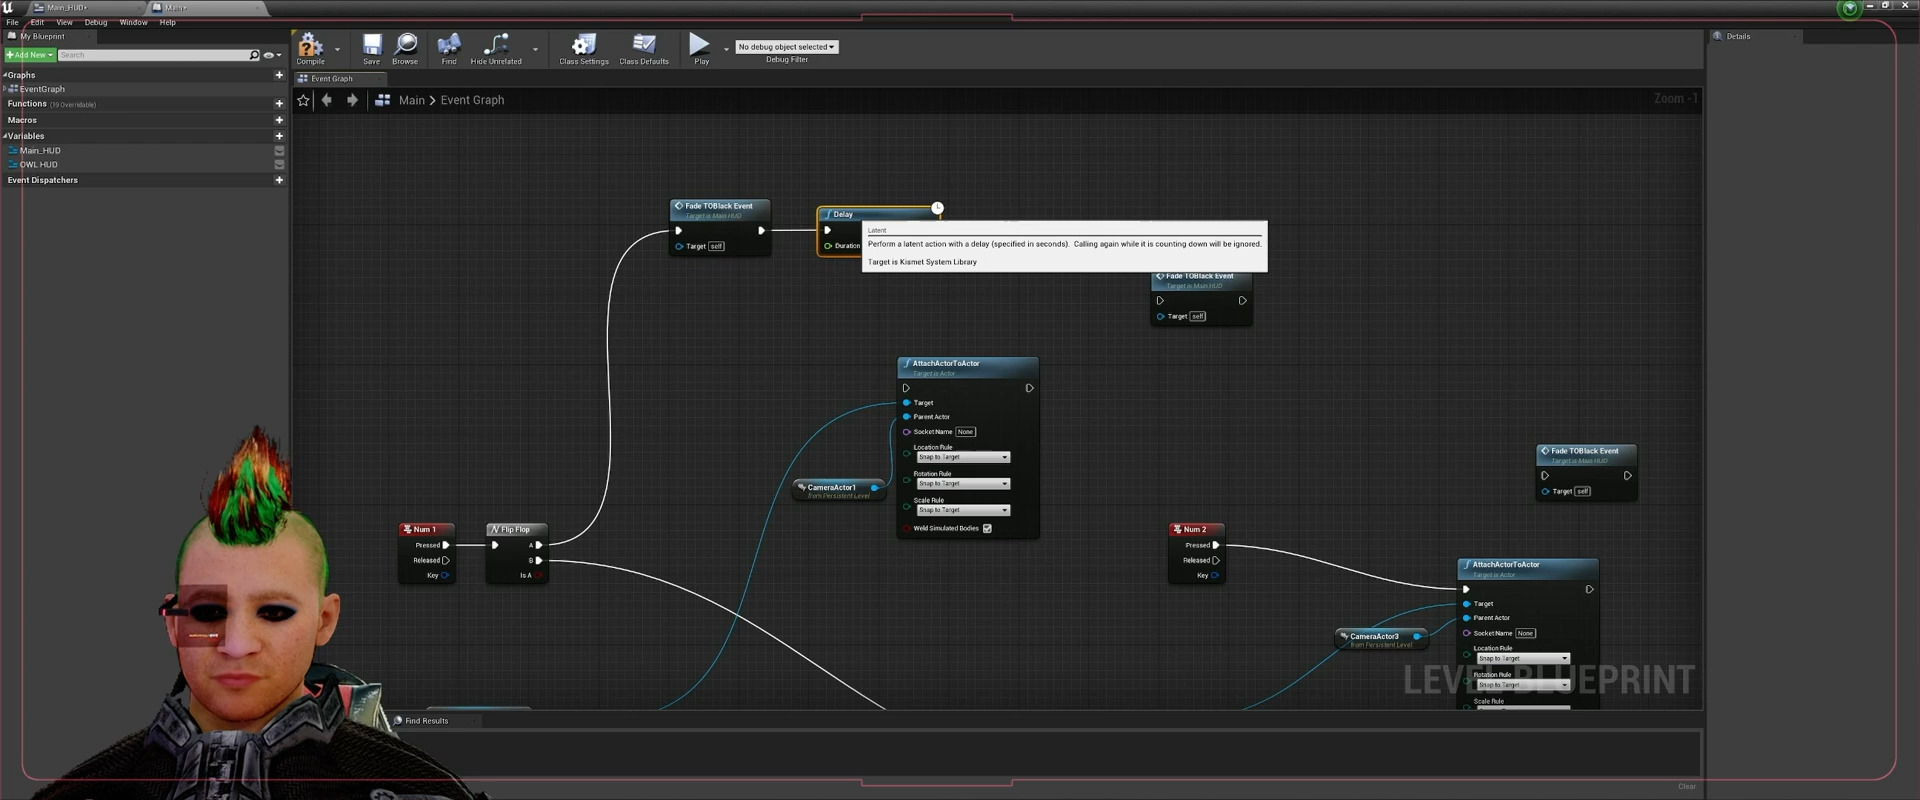 Main_HUD•
Main•
File Edit View Debug Window Help
My Blueprint
Details
+Add New
Search
Compile
Save
Browse
Find
Hide Unrelated
Class Settings
Class Defaults
Play
No debug object selected
Debug Filter
Graphs
EventGraph
Functions (19 Overridable)
Macros
Variables
Main_HUD
OWL HUD
Event Dispatchers
Event Graph
Main > Event Graph
Zoom -1
Fade TOBlack Event
Target is Main HUD
Target self
Delay
Duration
Latent
Perform a latent action with a delay (specified in seconds). Calling again while it is counting down will be ignored.
Target is Kismet System Library
Fade TOBlack Event
Target is Main HUD
Target self
AttachActorToActor
Target is Actor
Target
Parent Actor
Socket Name None
Location Rule
Snap to Target
Rotation Rule
Snap to Target
Scale Rule
Snap to Target
Weld Simulated Bodies
CameraActor1
from Persistent Level
Fade TOBlack Event
Target is Main HUD
Target self
Num 1
Pressed
Released
Key
Flip Flop
A
B
Is A
Num 2
Pressed
Released
Key
AttachActorToActor
Target is Actor
Target
Parent Actor
Socket Name None
Location Rule
Snap to Target
Rotation Rule
Snap to Target
Scale Rule
CameraActor3
from Persistent Level
LEVEL BLUEPRINT
Find Results
Clear